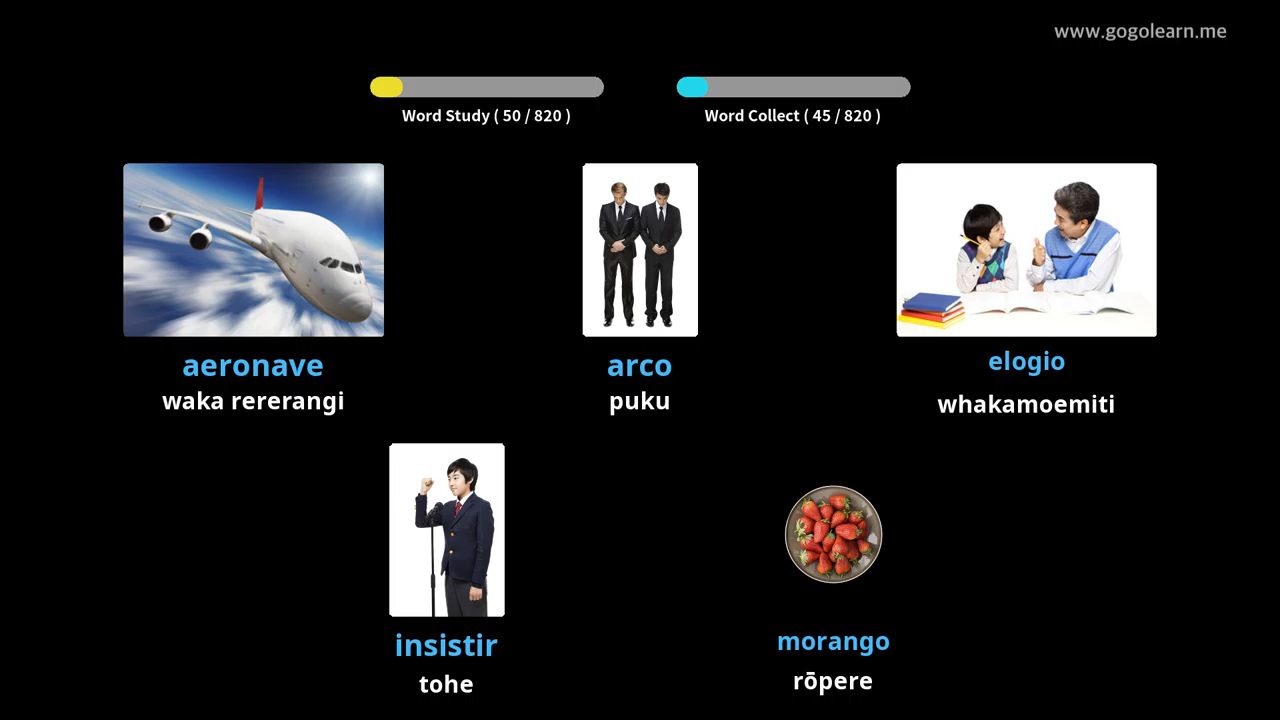 www.gogolearn.me
Word Study ( 50 / 820 )
Word Collect ( 45 / 820 )
aeronave
waka rererangi
arco
puku
elogio
whakamoemiti
insistir
tohe
morango
rōpere